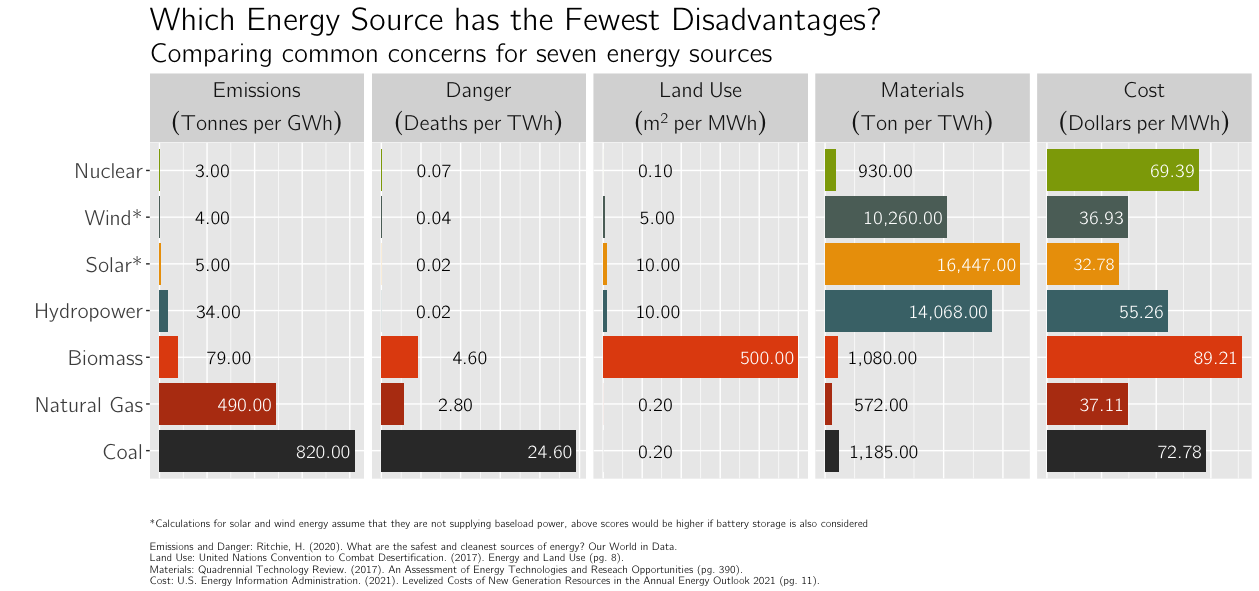 Which Energy Source has the Fewest Disadvantages?
Comparing common concerns for seven energy sources
Emissions Danger Land Use Materials Cost
(Tonnes per GWh) (Deaths per TWh) (m² per MWh) (Ton per TWh) (Dollars per MWh)
Nuclear 3.00 0.07 0.10 930.00 69.39
Wind* 4.00 0.04 5.00 10,260.00 36.93
Solar* 5.00 0.02 10.00 16,447.00 32.78
Hydropower 34.00 0.02 10.00 14,068.00 55.26
Biomass 79.00 4.60 500.00 1,080.00 89.21
Natural Gas 490.00 2.80 0.20 572.00 37.11
Coal 820.00 24.60 0.20 1,185.00 72.78
*Calculations for solar and wind energy assume that they are not supplying baseload power, above scores would be higher if battery storage is also considered
Emissions and Danger: Ritchie, H. (2020). What are the safest and cleanest sources of energy? Our World in Data.
Land Use: United Nations Convention to Combat Desertification. (2017). Energy and Land Use (pg. 8).
Materials: Quadrennial Technology Review. (2017). An Assessment of Energy Technologies and Reseach Opportunities (pg. 390).
Cost: U.S. Energy Information Administration. (2021). Levelized Costs of New Generation Resources in the Annual Energy Outlook 2021 (pg. 11).